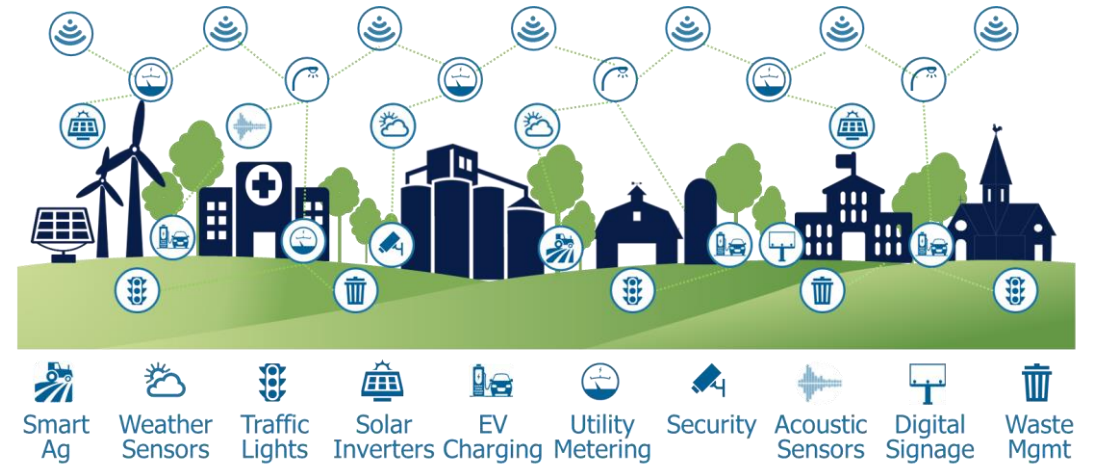 Smart
Ag
Weather
Sensors
Traffic
Lights
Solar
Inverters
EV
Charging
Utility
Metering
Security
Acoustic
Sensors
Digital
Signage
Waste
Mgmt